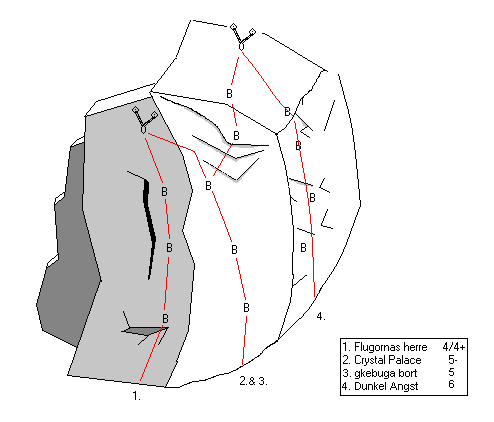 B
B
B
B
B
B
B
B
B
B
B
B
4.
2.& 3.
1.
1. Flugornas herre 4/4+
2. Crystal Palace 5-
3. gkebuga bort 5
4. Dunkel Angst 6